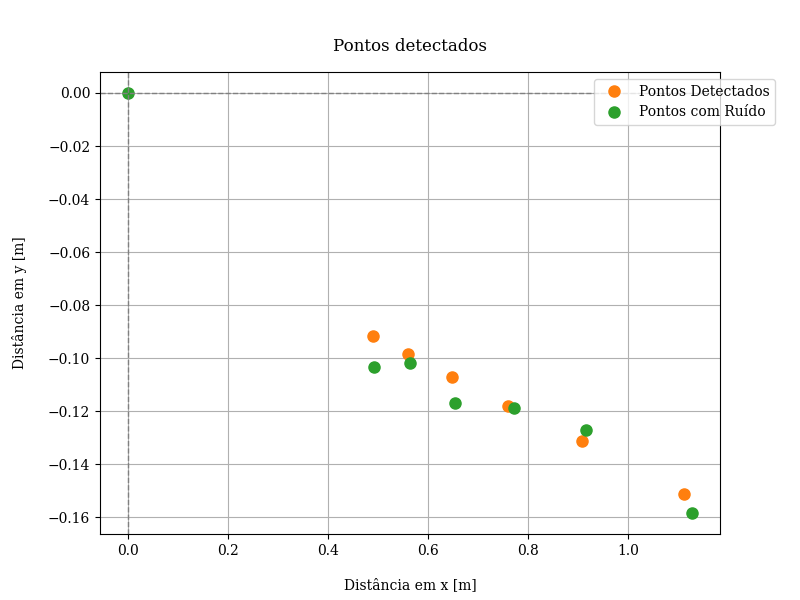 Pontos detectados
Pontos Detectados
Pontos com Ruído
0.00
−0.02
−0.04
−0.06
−0.08
−0.10
−0.12
−0.14
−0.16
Distância em y [m]
0.0 0.2 0.4 0.6 0.8 1.0
Distância em x [m]